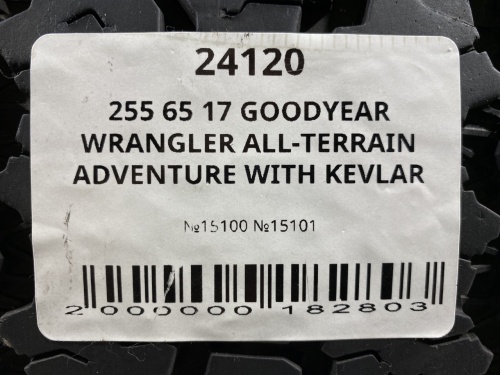 24120
255 65 17 GOODYEAR
WRANGLER ALL-TERRAIN
ADVENTURE WITH KEVLAR
№15100 №15101
2 000000 182803